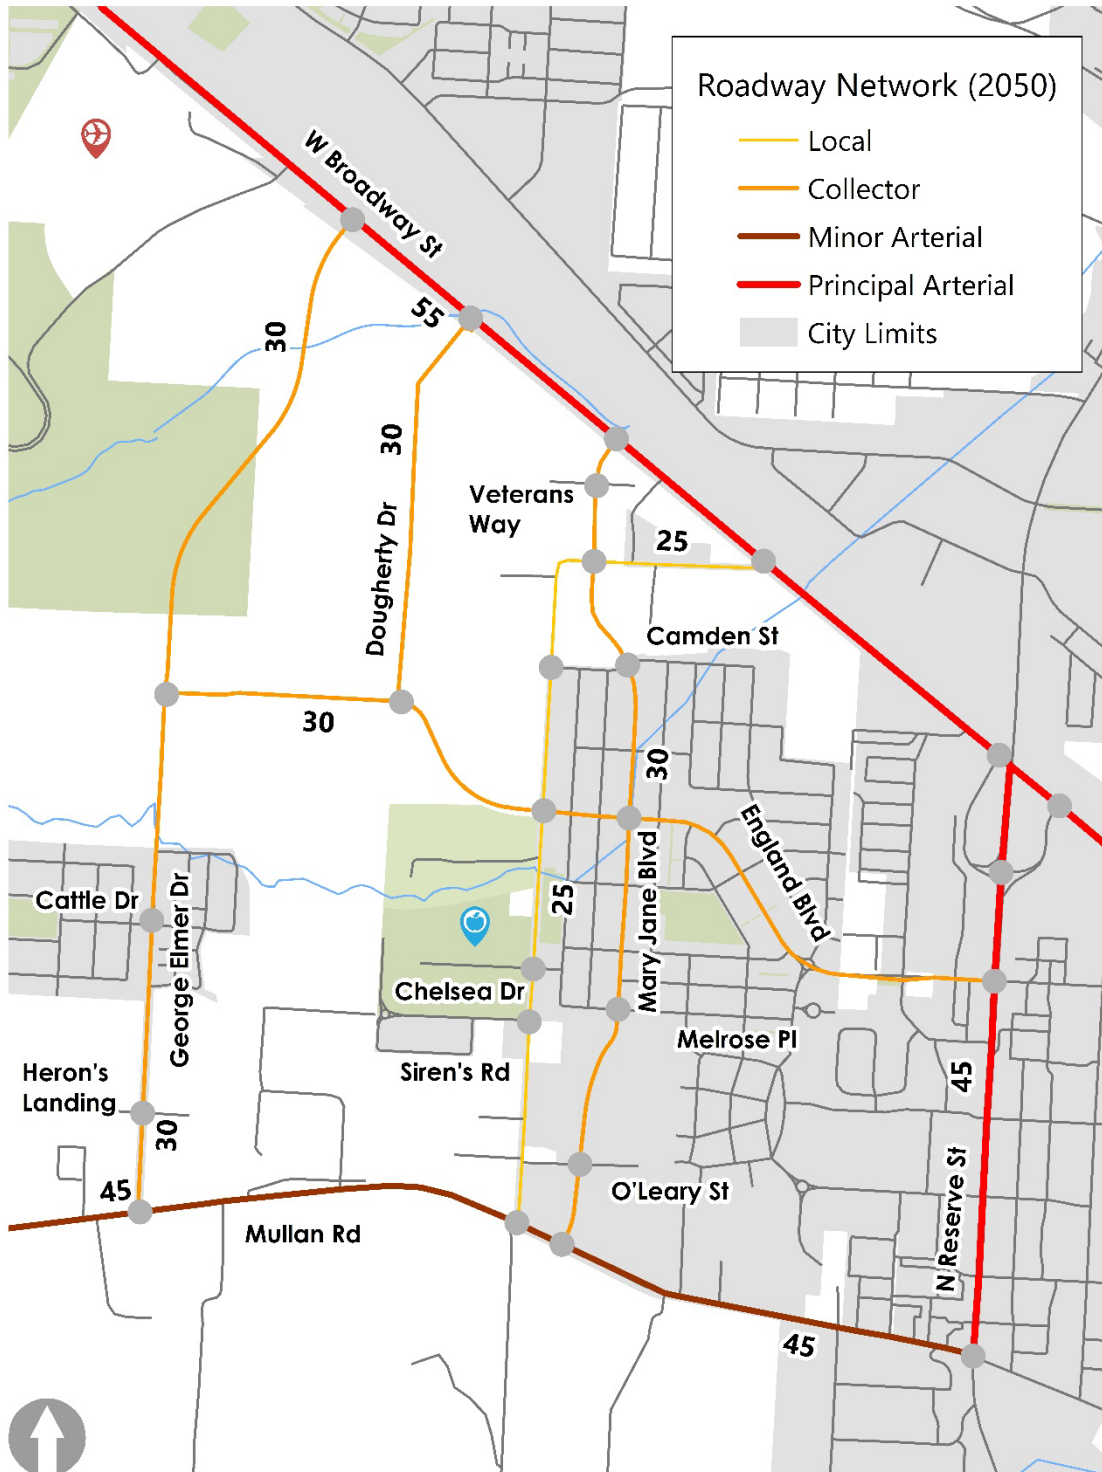 Roadway Network (2050)
Local
Collector
Minor Arterial
Principal Arterial
City Limits
W Broadway St
55
30
30
Dougherty Dr
Veterans
Way
25
Camden St
30
30
England Blvd
Mary Jane Blvd
25
Cattle Dr
George Elmer Dr
Chelsea Dr
Melrose Pl
Siren's Rd
Heron's
Landing
30
45
45
O'Leary St
Mullan Rd
N Reserve St
45